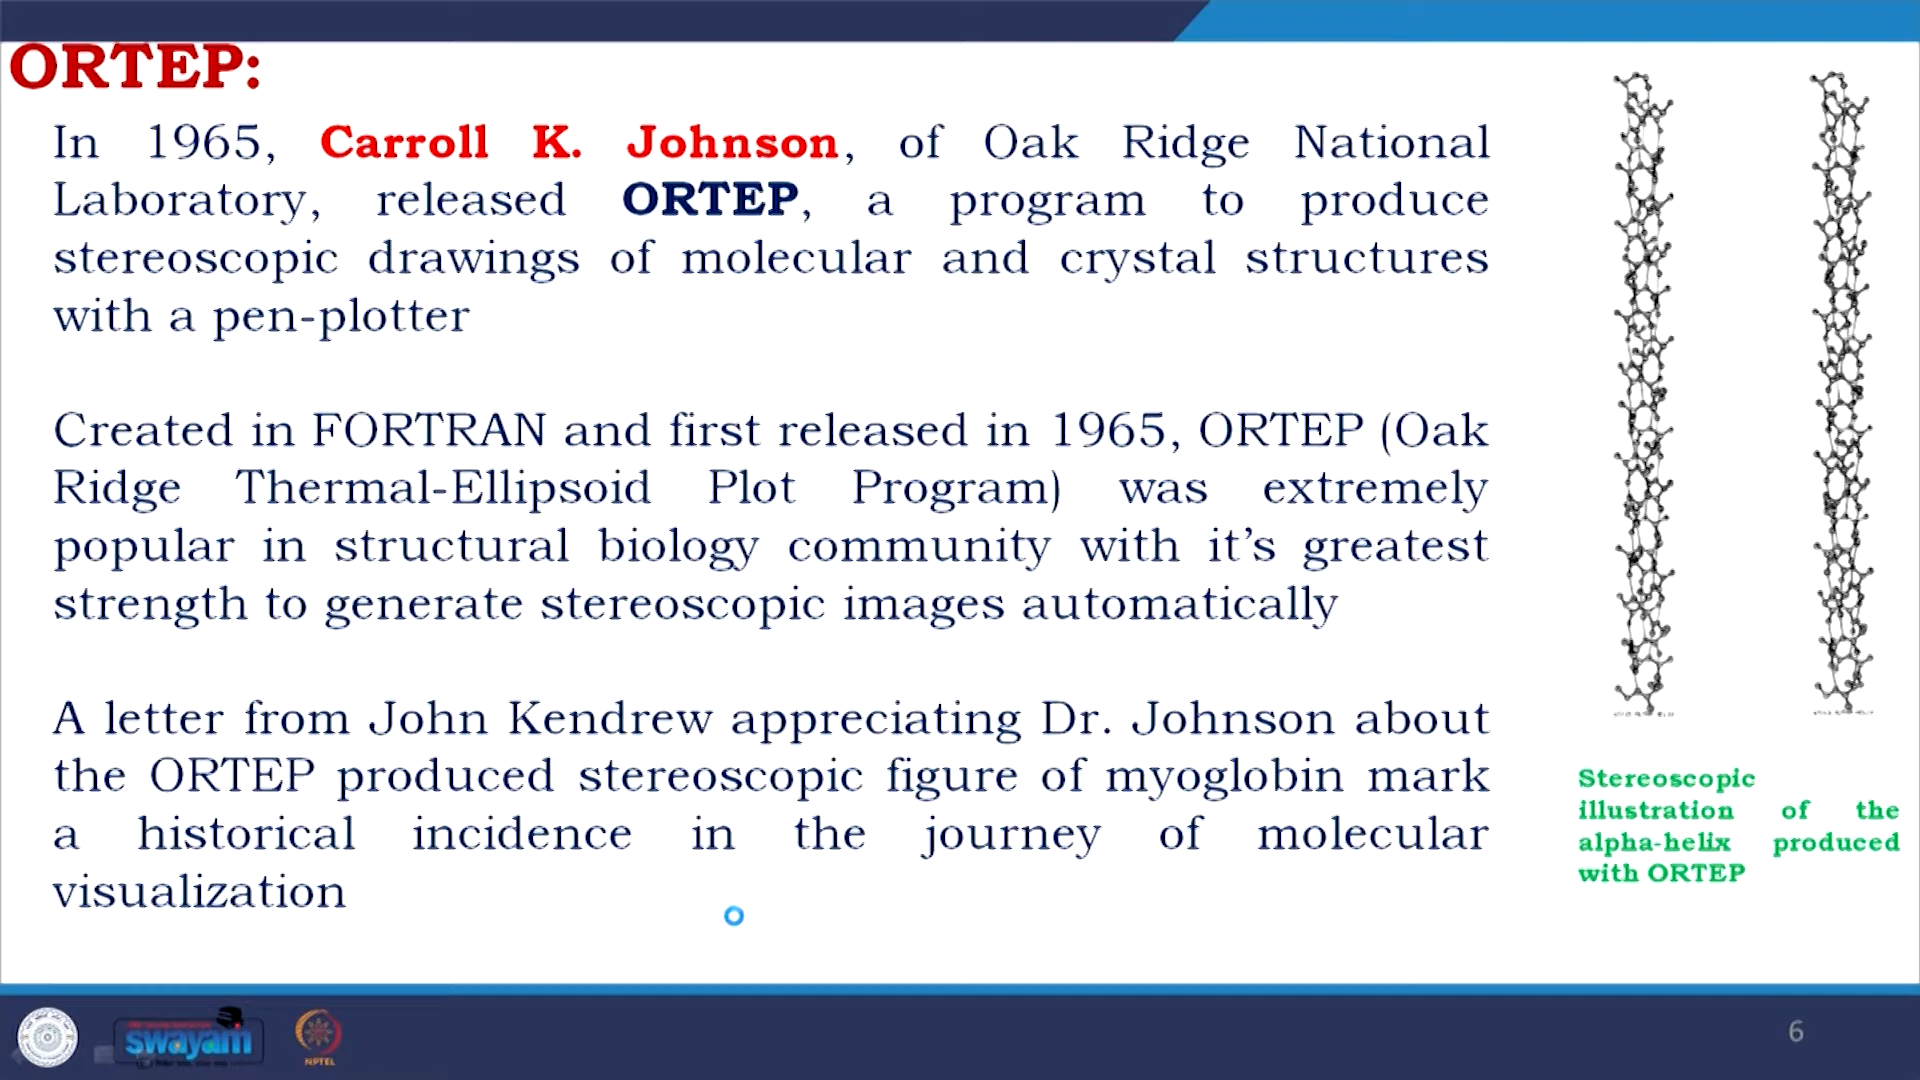 ORTEP:
In 1965, Carroll K. Johnson, of Oak Ridge National
Laboratory, released ORTEP, a program to produce
stereoscopic drawings of molecular and crystal structures
with a pen-plotter
Created in FORTRAN and first released in 1965, ORTEP (Oak
Ridge Thermal-Ellipsoid Plot Program) was extremely
popular in structural biology community with it’s greatest
strength to generate stereoscopic images automatically
A letter from John Kendrew appreciating Dr. Johnson about
the ORTEP produced stereoscopic figure of myoglobin mark
a historical incidence in the journey of molecular
visualization
Stereoscopic
illustration of the
alpha-helix produced
with ORTEP
swayam
NPTEL
6